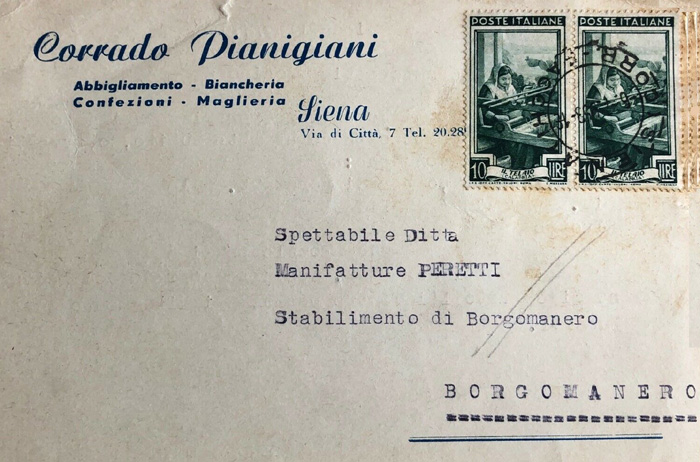 Corrado Pianigiani
Abbigliamento - Biancheria
Confezioni - Maglieria
Siena
Via di Città, 7 Tel. 20.28
POSTE ITALIANE
POSTE ITALIANE
10 IL TELAIO LIRE
10 IL TELAIO LIRE
Spettabile Ditta
Manifatture PERETTI
Stabilimento di Borgomanero
BORGOMANERO